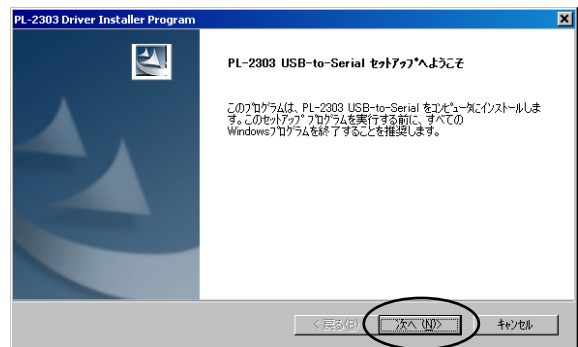 PL-2303 Driver Installer Program
PL-2303 USB-to-Serial ｾｯﾄｱｯﾌﾟへようこそ
このﾌﾟﾛｸﾞﾗﾑは、PL-2303 USB-to-Serial をｺﾝﾋﾟｭｰﾀにｲﾝｽﾄｰﾙしま
す。このｾｯﾄｱｯﾌﾟ ﾌﾟﾛｸﾞﾗﾑを実行する前に、すべての
Windowsﾌﾟﾛｸﾞﾗﾑを終了することを推奨します。
< 戻る(B)
次へ (N)>
ｷｬﾝｾﾙ